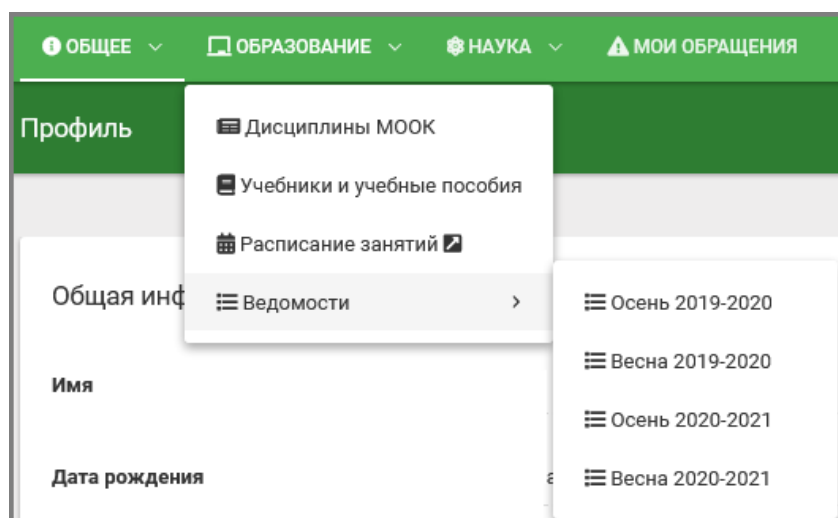 ОБЩЕЕ ОБРАЗОВАНИЕ НАУКА МОИ ОБРАЩЕНИЯ
Профиль
Дисциплины МООК
Учебники и учебные пособия
Расписание занятий
Общая инф
Ведомости
Осень 2019-2020
Весна 2019-2020
Имя
Осень 2020-2021
Дата рождения
Весна 2020-2021